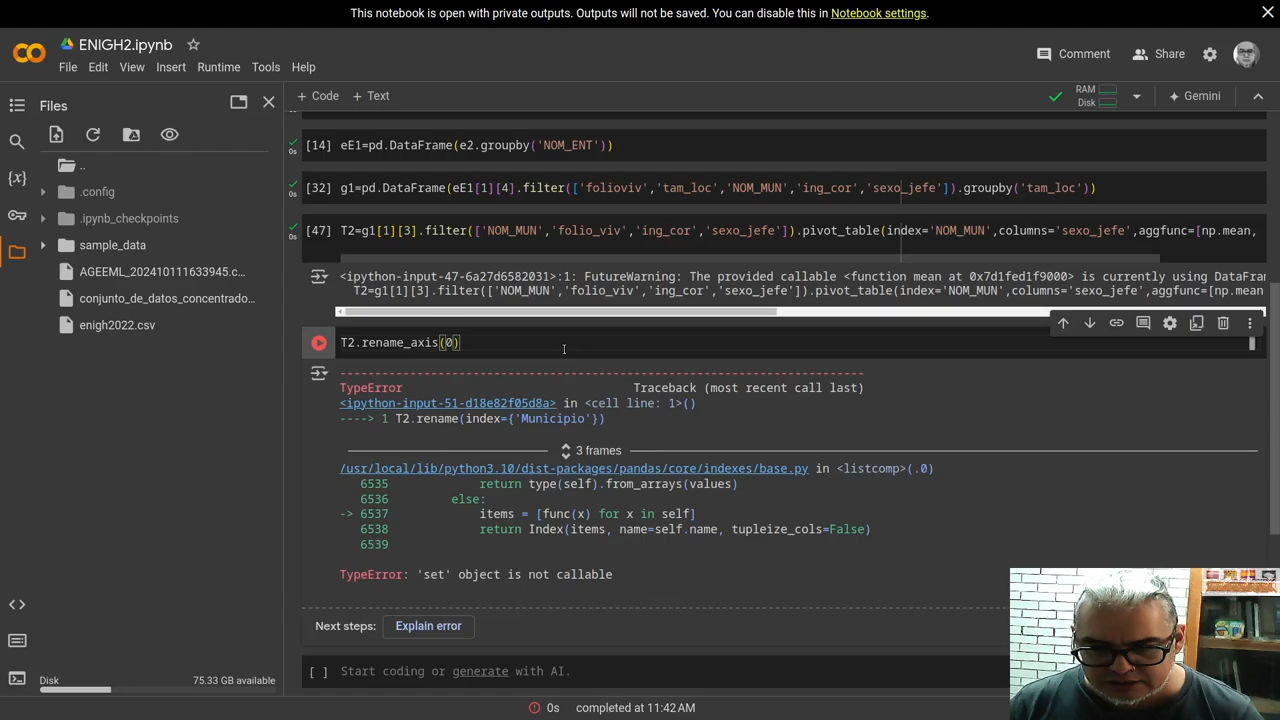 This notebook is open with private outputs. Outputs will not be saved. You can disable this in Notebook settings.
ENIGH2.ipynb
Comment
Share
File Edit View Insert Runtime Tools Help
Files
+ Code + Text
RAM
Disk
Gemini
..
.config
.ipynb_checkpoints
sample_data
AGEEML_202410111633945.c...
conjunto_de_datos_concentrado...
enigh2022.csv
0s
[14] eE1=pd.DataFrame(e2.groupby('NOM_ENT'))
0s
[32] g1=pd.DataFrame(eE1[1][4].filter(['folioviv','tam_loc','NOM_MUN','ing_cor','sexo_jefe']).groupby('tam_loc'))
0s
[47] T2=g1[1][3].filter(['NOM_MUN','folio_viv','ing_cor','sexo_jefe']).pivot_table(index='NOM_MUN',columns='sexo_jefe',aggfunc=[np.mean,
<ipython-input-47-6a27d6582031>:1: FutureWarning: The provided callable <function mean at 0x7d1fed1f9000> is currently using DataFra
T2=g1[1][3].filter(['NOM_MUN','folio_viv','ing_cor','sexo_jefe']).pivot_table(index='NOM_MUN',columns='sexo_jefe',aggfunc=[np.mean
T2.rename_axis(0)
---------------------------------------------------------------------------
TypeError Traceback (most recent call last)
<ipython-input-51-d18e82f05d8a> in <cell line: 1>()
----> 1 T2.rename(index={'Municipio'})
3 frames
/usr/local/lib/python3.10/dist-packages/pandas/core/indexes/base.py in <listcomp>(.0)
6535 return type(self).from_arrays(values)
6536 else:
-> 6537 items = [func(x) for x in self]
6538 return Index(items, name=self.name, tupleize_cols=False)
6539
TypeError: 'set' object is not callable
Next steps: Explain error
[ ] Start coding or generate with AI.
Disk 75.33 GB available
0s completed at 11:42 AM